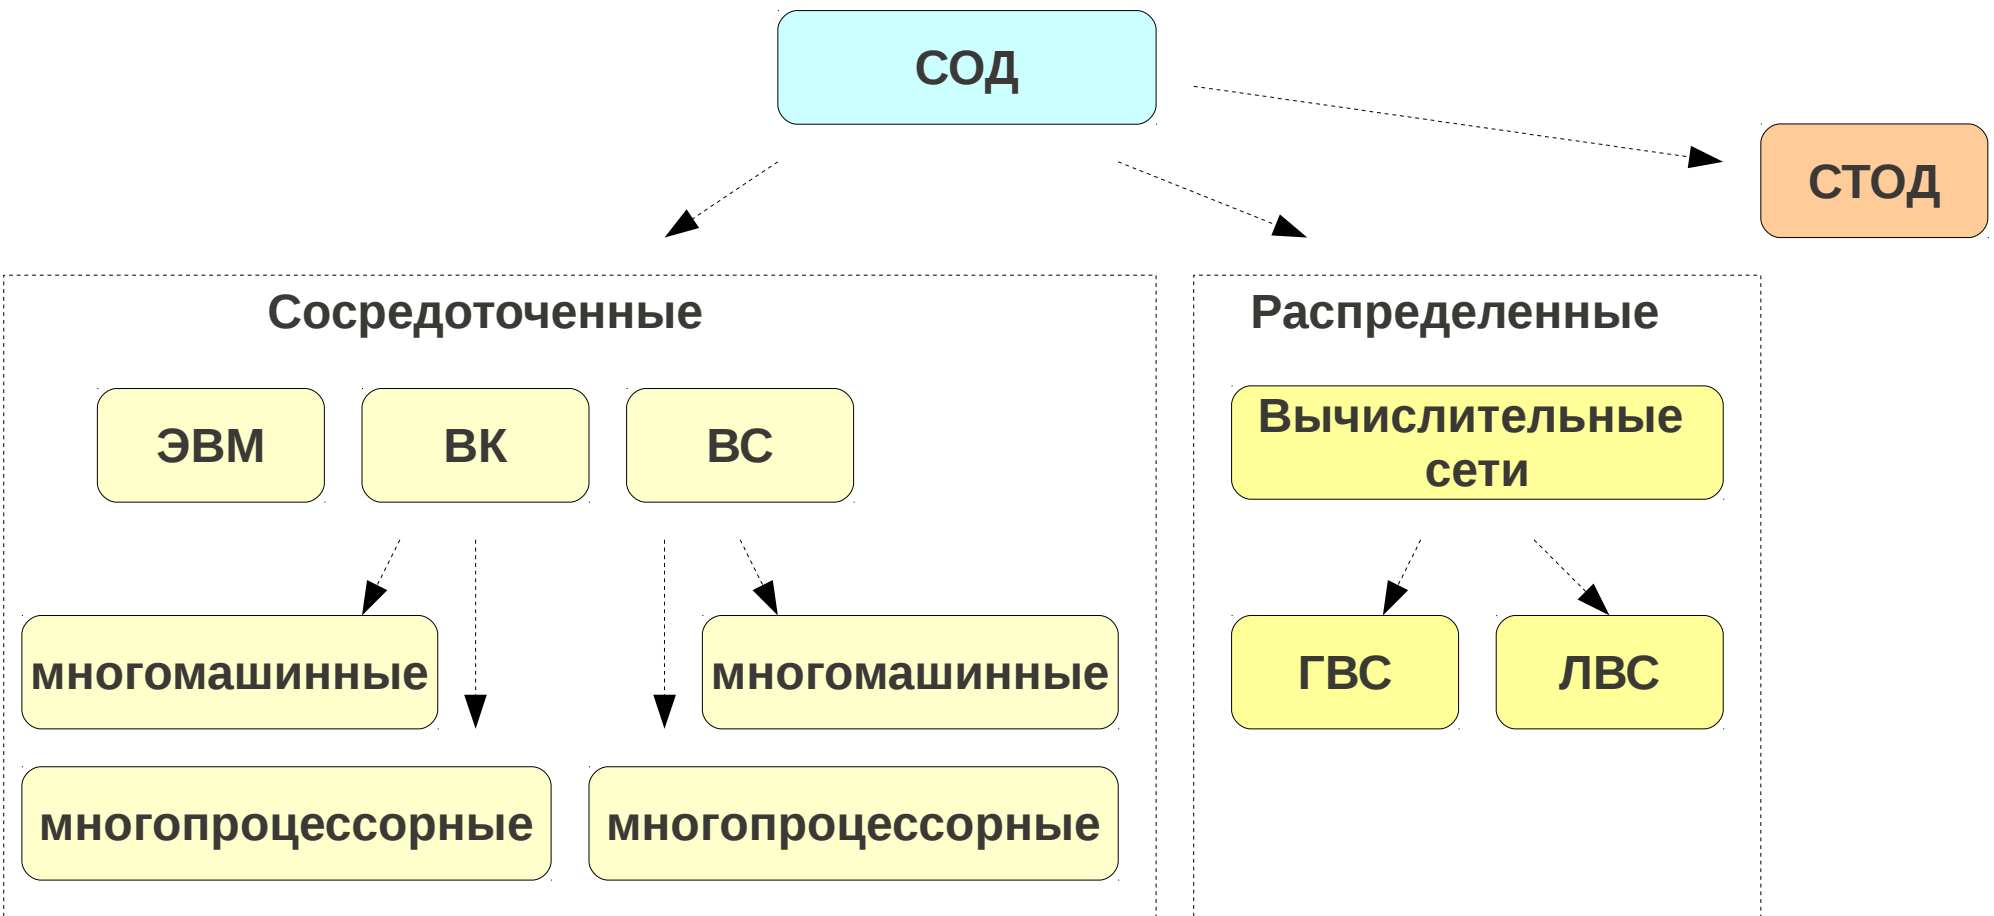 СОД
СТОД
Сосредоточенные
Распределенные
ЭВМ
ВК
ВС
Вычислительные
сети
многомашинные
многомашинные
ГВС
ЛВС
многопроцессорные
многопроцессорные